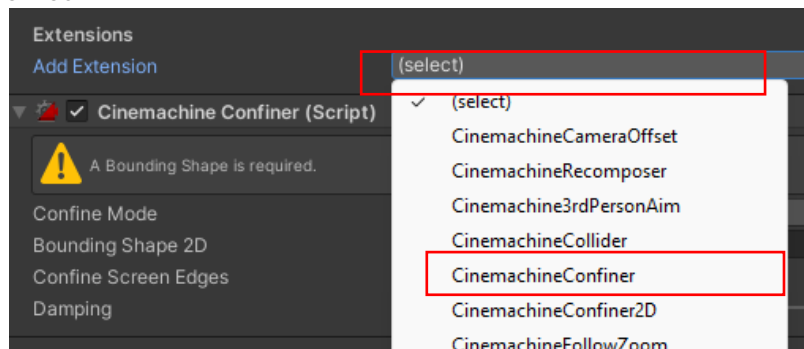 Extensions
Add Extension (select)
✓ (select)
Cinemachine Confiner (Script)
CinemachineCameraOffset
A Bounding Shape is required.
CinemachineRecomposer
Confine Mode
Cinemachine3rdPersonAim
Bounding Shape 2D
CinemachineCollider
Confine Screen Edges
CinemachineConfiner
Damping
CinemachineConfiner2D
CinemachineFollowZoom